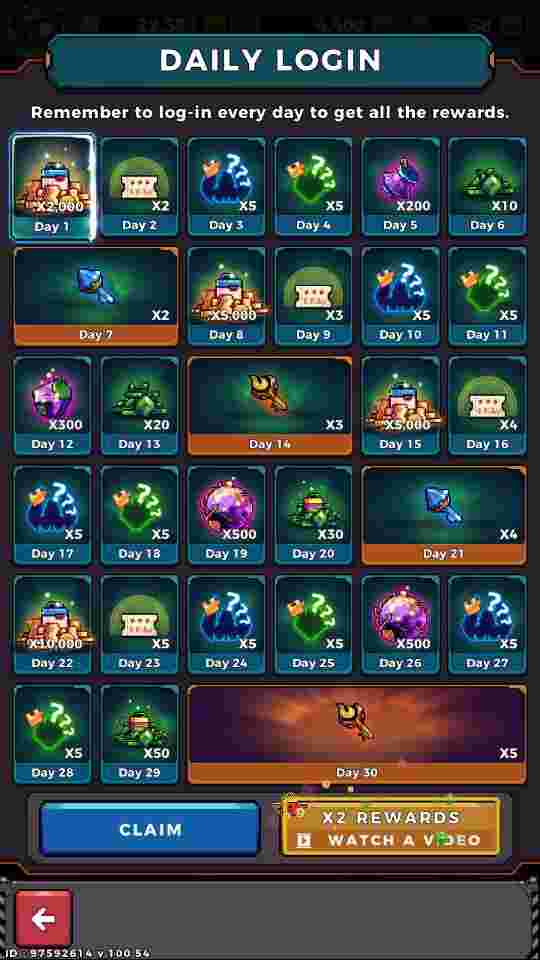 DAILY LOGIN
Remember to log-in every day to get all the rewards.
X2,000 X2 X5 X5 X200 X10
Day 1 Day 2 Day 3 Day 4 Day 5 Day 6
X2 X5,000 X3 X5 X5
Day 7 Day 8 Day 9 Day 10 Day 11
X300 X20 X3 X5,000 X4
Day 12 Day 13 Day 14 Day 15 Day 16
X5 X5 X500 X30 X4
Day 17 Day 18 Day 19 Day 20 Day 21
X10,000 X5 X5 X5 X500 X5
Day 22 Day 23 Day 24 Day 25 Day 26 Day 27
X5 X50 X5
Day 28 Day 29 Day 30
CLAIM
X2 REWARDS
WATCH A VIDEO
ID : 97592614 v.100.54